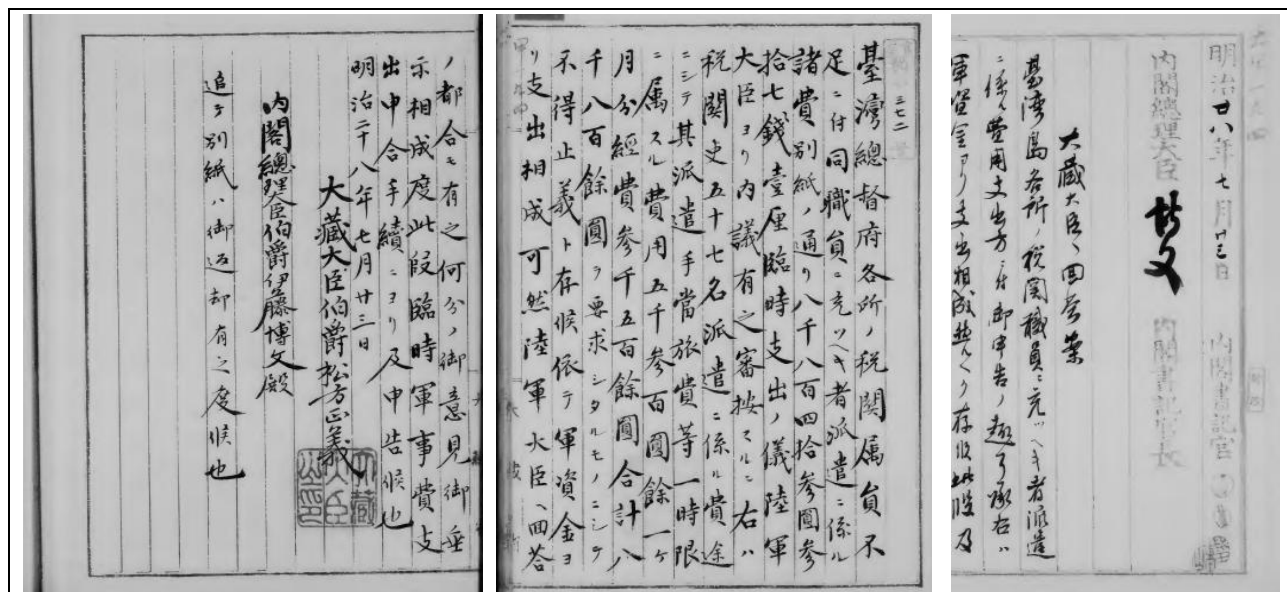 明治廿八年七月廿三日
内閣書記官
内閣總理大臣
内閣書記官長
大蔵大臣ヘ回答案
臺湾島各所ノ税関職員ニ充ツヘキ者派遣
ニ係ル費用支出方ニ付御申告ノ趣了承右ハ
軍資金ヨリ支出相成然ルヘク存候此段及
臺灣總督府各所ノ税関属員不
足ニ付同職員ニ充ツヘキ者派遣ニ係ル
諸費別紙ノ通リ八千八百四拾参圓参
拾七錢壹厘臨時支出ノ儀陸軍
大臣ヨリ内議有之審按スルニ右ハ
税関吏五十七名派遣ニ係ル費途
ニシテ其派遣手當旅費等一時限
ニ属スル費用五千参百圓餘一ヶ
月分經費参千五百餘圓合計八
千八百餘圓ヲ要求シタルモノニシテ
不得止義ト存候依テ軍資金ヨ
リ支出相成可然陸軍大臣ヘ回答
ノ都合モ有之何分ノ御意見御垂
示相成度此段臨時軍事費支
出申合手續ニヨリ及申告候也
明治二十八年七月廿三日
大藏大臣伯爵松方正義
大藏大臣之印
内閣總理大臣伯爵伊藤博文殿
追テ別紙ハ御返却有之度候也